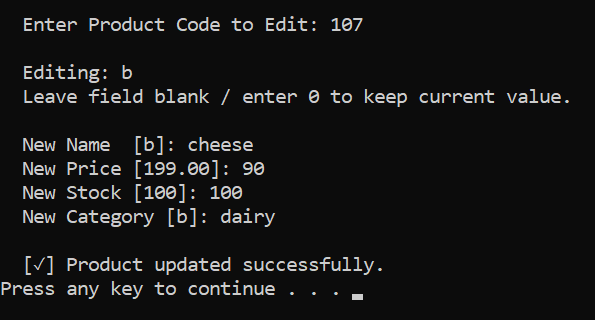 Enter Product Code to Edit: 107
Editing: b
Leave field blank / enter 0 to keep current value.
New Name  [b]: cheese
New Price [199.00]: 90
New Stock [100]: 100
New Category [b]: dairy
[✓] Product updated successfully.
Press any key to continue . . .